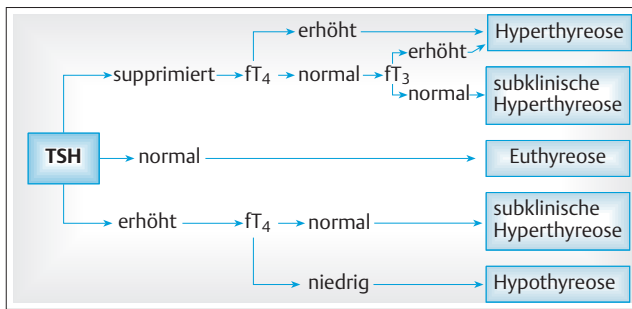 erhöht
Hyperthyreose
erhöht
supprimiert
fT₄
normal
fT₃
normal
subklinische
Hyperthyreose
TSH
normal
Euthyreose
erhöht
fT₄
normal
subklinische
Hyperthyreose
niedrig
Hypothyreose